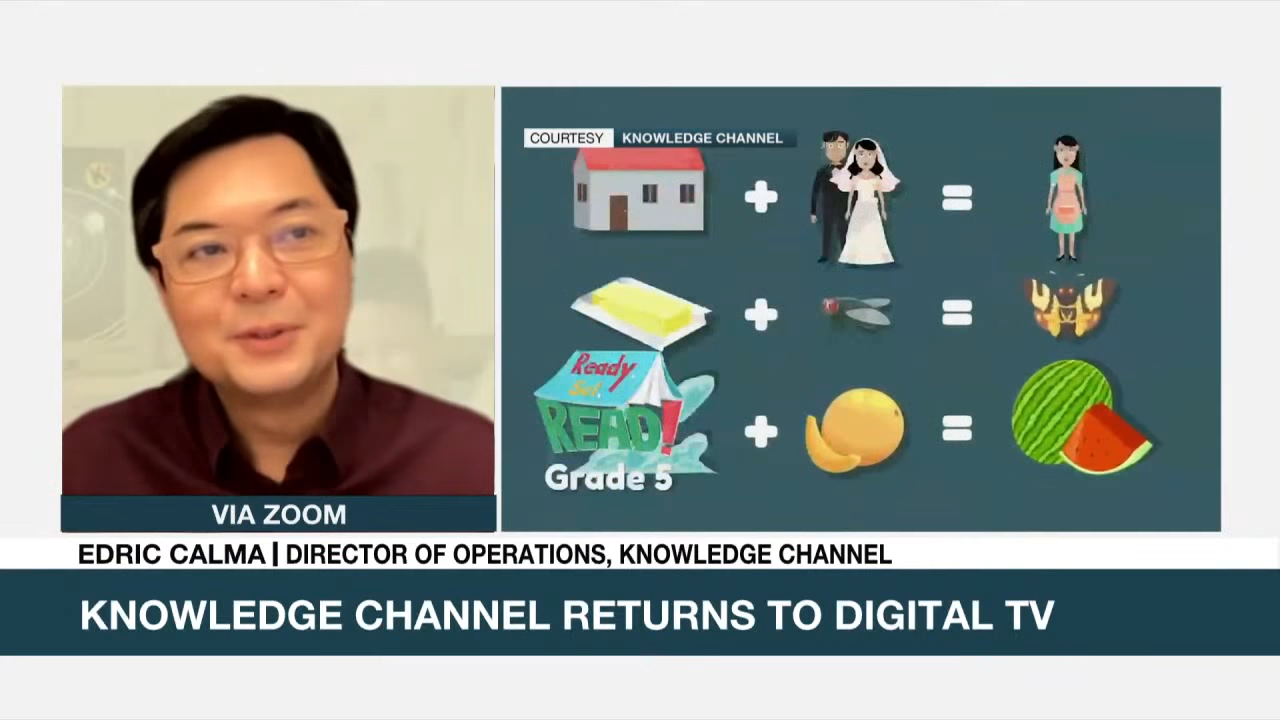 COURTESY KNOWLEDGE CHANNEL
Ready,
Set,
READ!
Grade 5
VIA ZOOM
EDRIC CALMA | DIRECTOR OF OPERATIONS, KNOWLEDGE CHANNEL
KNOWLEDGE CHANNEL RETURNS TO DIGITAL TV